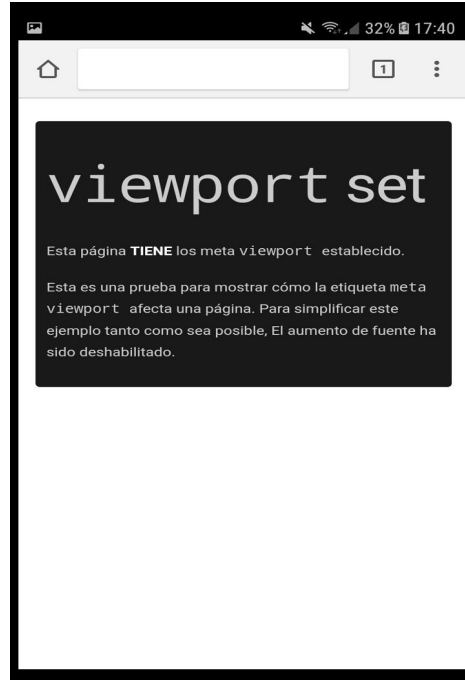 32% 17:40
1
viewport set
Esta página TIENE los meta viewport establecido.
Esta es una prueba para mostrar cómo la etiqueta meta
viewport afecta una página. Para simplificar este
ejemplo tanto como sea posible, El aumento de fuente ha
sido deshabilitado.